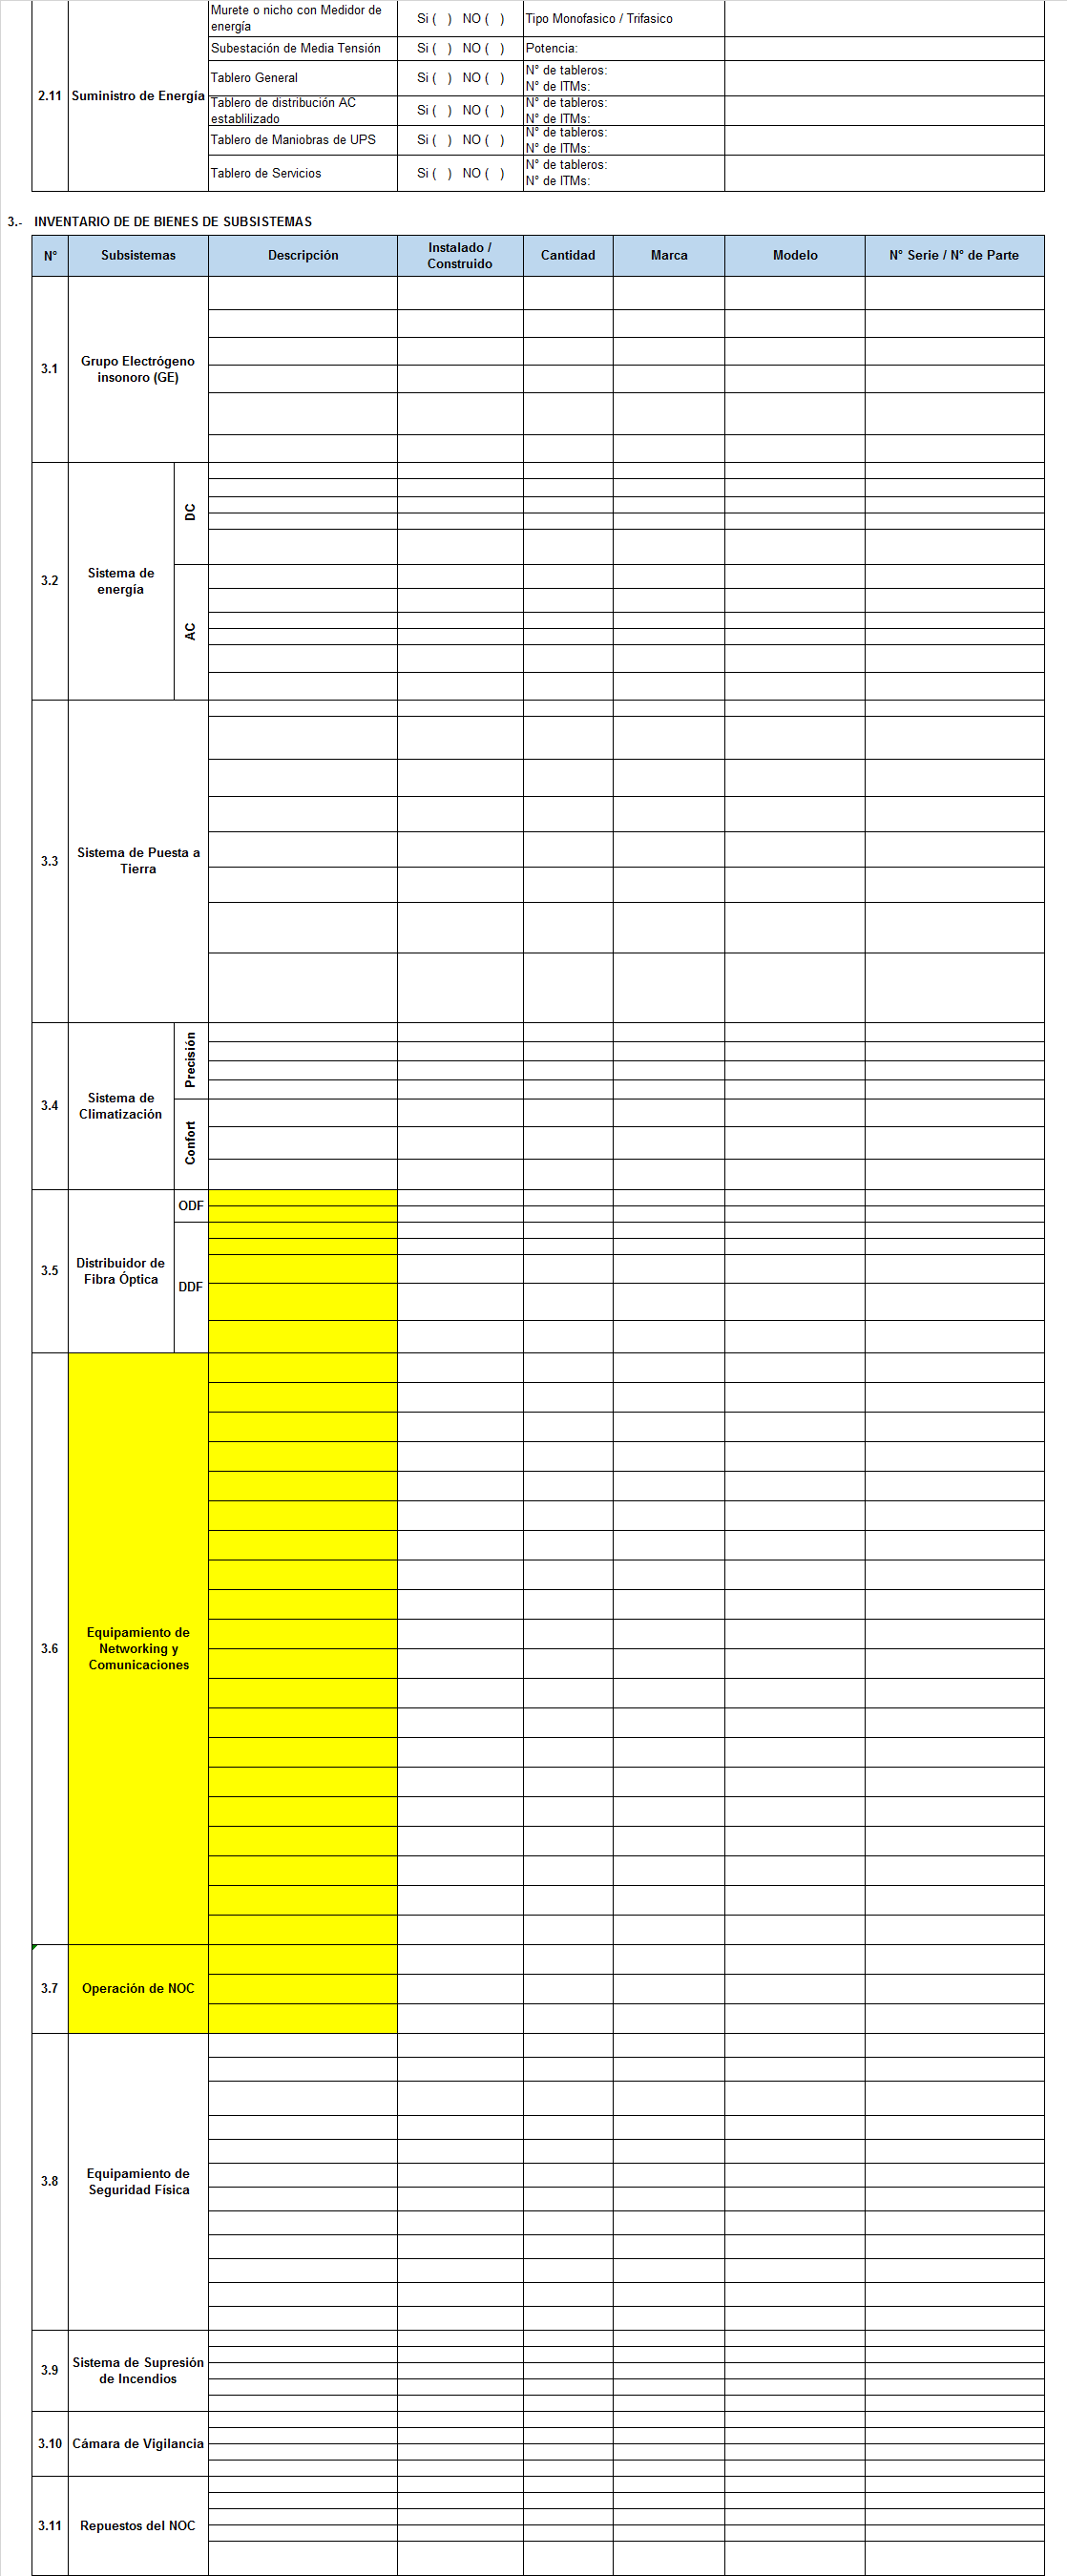 Murete o nicho con Medidor de
energía
Si (   )   NO (   )
Tipo Monofasico / Trifasico
Subestación de Media Tensión
Si (   )   NO (   )
Potencia:
2.11
Suministro de Energía
Tablero General
Si (   )   NO (   )
N° de tableros:
N° de ITMs:
Tablero de distribución AC
establilizado
Si (   )   NO (   )
N° de tableros:
N° de ITMs:
Tablero de Maniobras de UPS
Si (   )   NO (   )
N° de tableros:
N° de ITMs:
Tablero de Servicios
Si (   )   NO (   )
N° de tableros:
N° de ITMs:
3.-   INVENTARIO DE DE BIENES DE SUBSISTEMAS
N°
Subsistemas
Descripción
Instalado /
Construido
Cantidad
Marca
Modelo
N° Serie / N° de Parte
3.1
Grupo Electrógeno
insonoro (GE)
3.2
Sistema de
energía
DC
AC
3.3
Sistema de Puesta a
Tierra
3.4
Sistema de
Climatización
Precisión
Confort
3.5
Distribuidor de
Fibra Óptica
ODF
DDF
3.6
Equipamiento de
Networking y
Comunicaciones
3.7
Operación de NOC
3.8
Equipamiento de
Seguridad Física
3.9
Sistema de Supresión
de Incendios
3.10
Cámara de Vigilancia
3.11
Repuestos del NOC